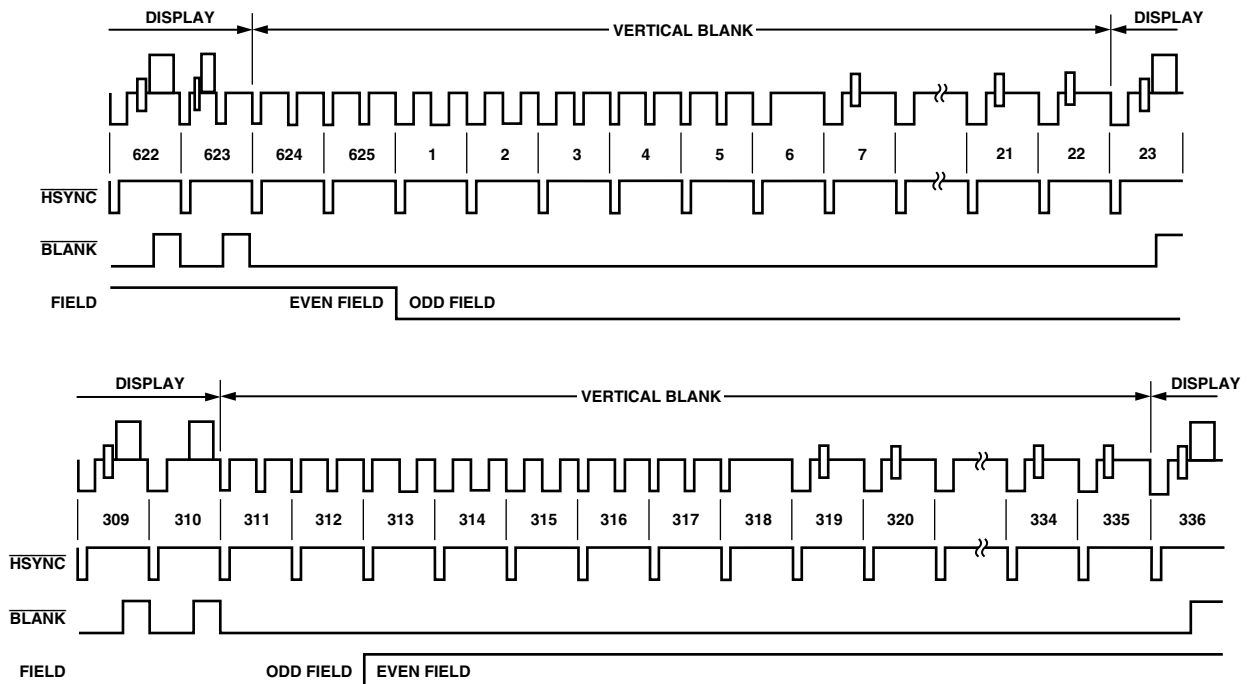 DISPLAY VERTICAL BLANK DISPLAY
622 623 624 625 1 2 3 4 5 6 7 21 22 23
HSYNC
BLANK
FIELD EVEN FIELD ODD FIELD
DISPLAY VERTICAL BLANK DISPLAY
309 310 311 312 313 314 315 316 317 318 319 320 334 335 336
HSYNC
BLANK
FIELD ODD FIELD EVEN FIELD